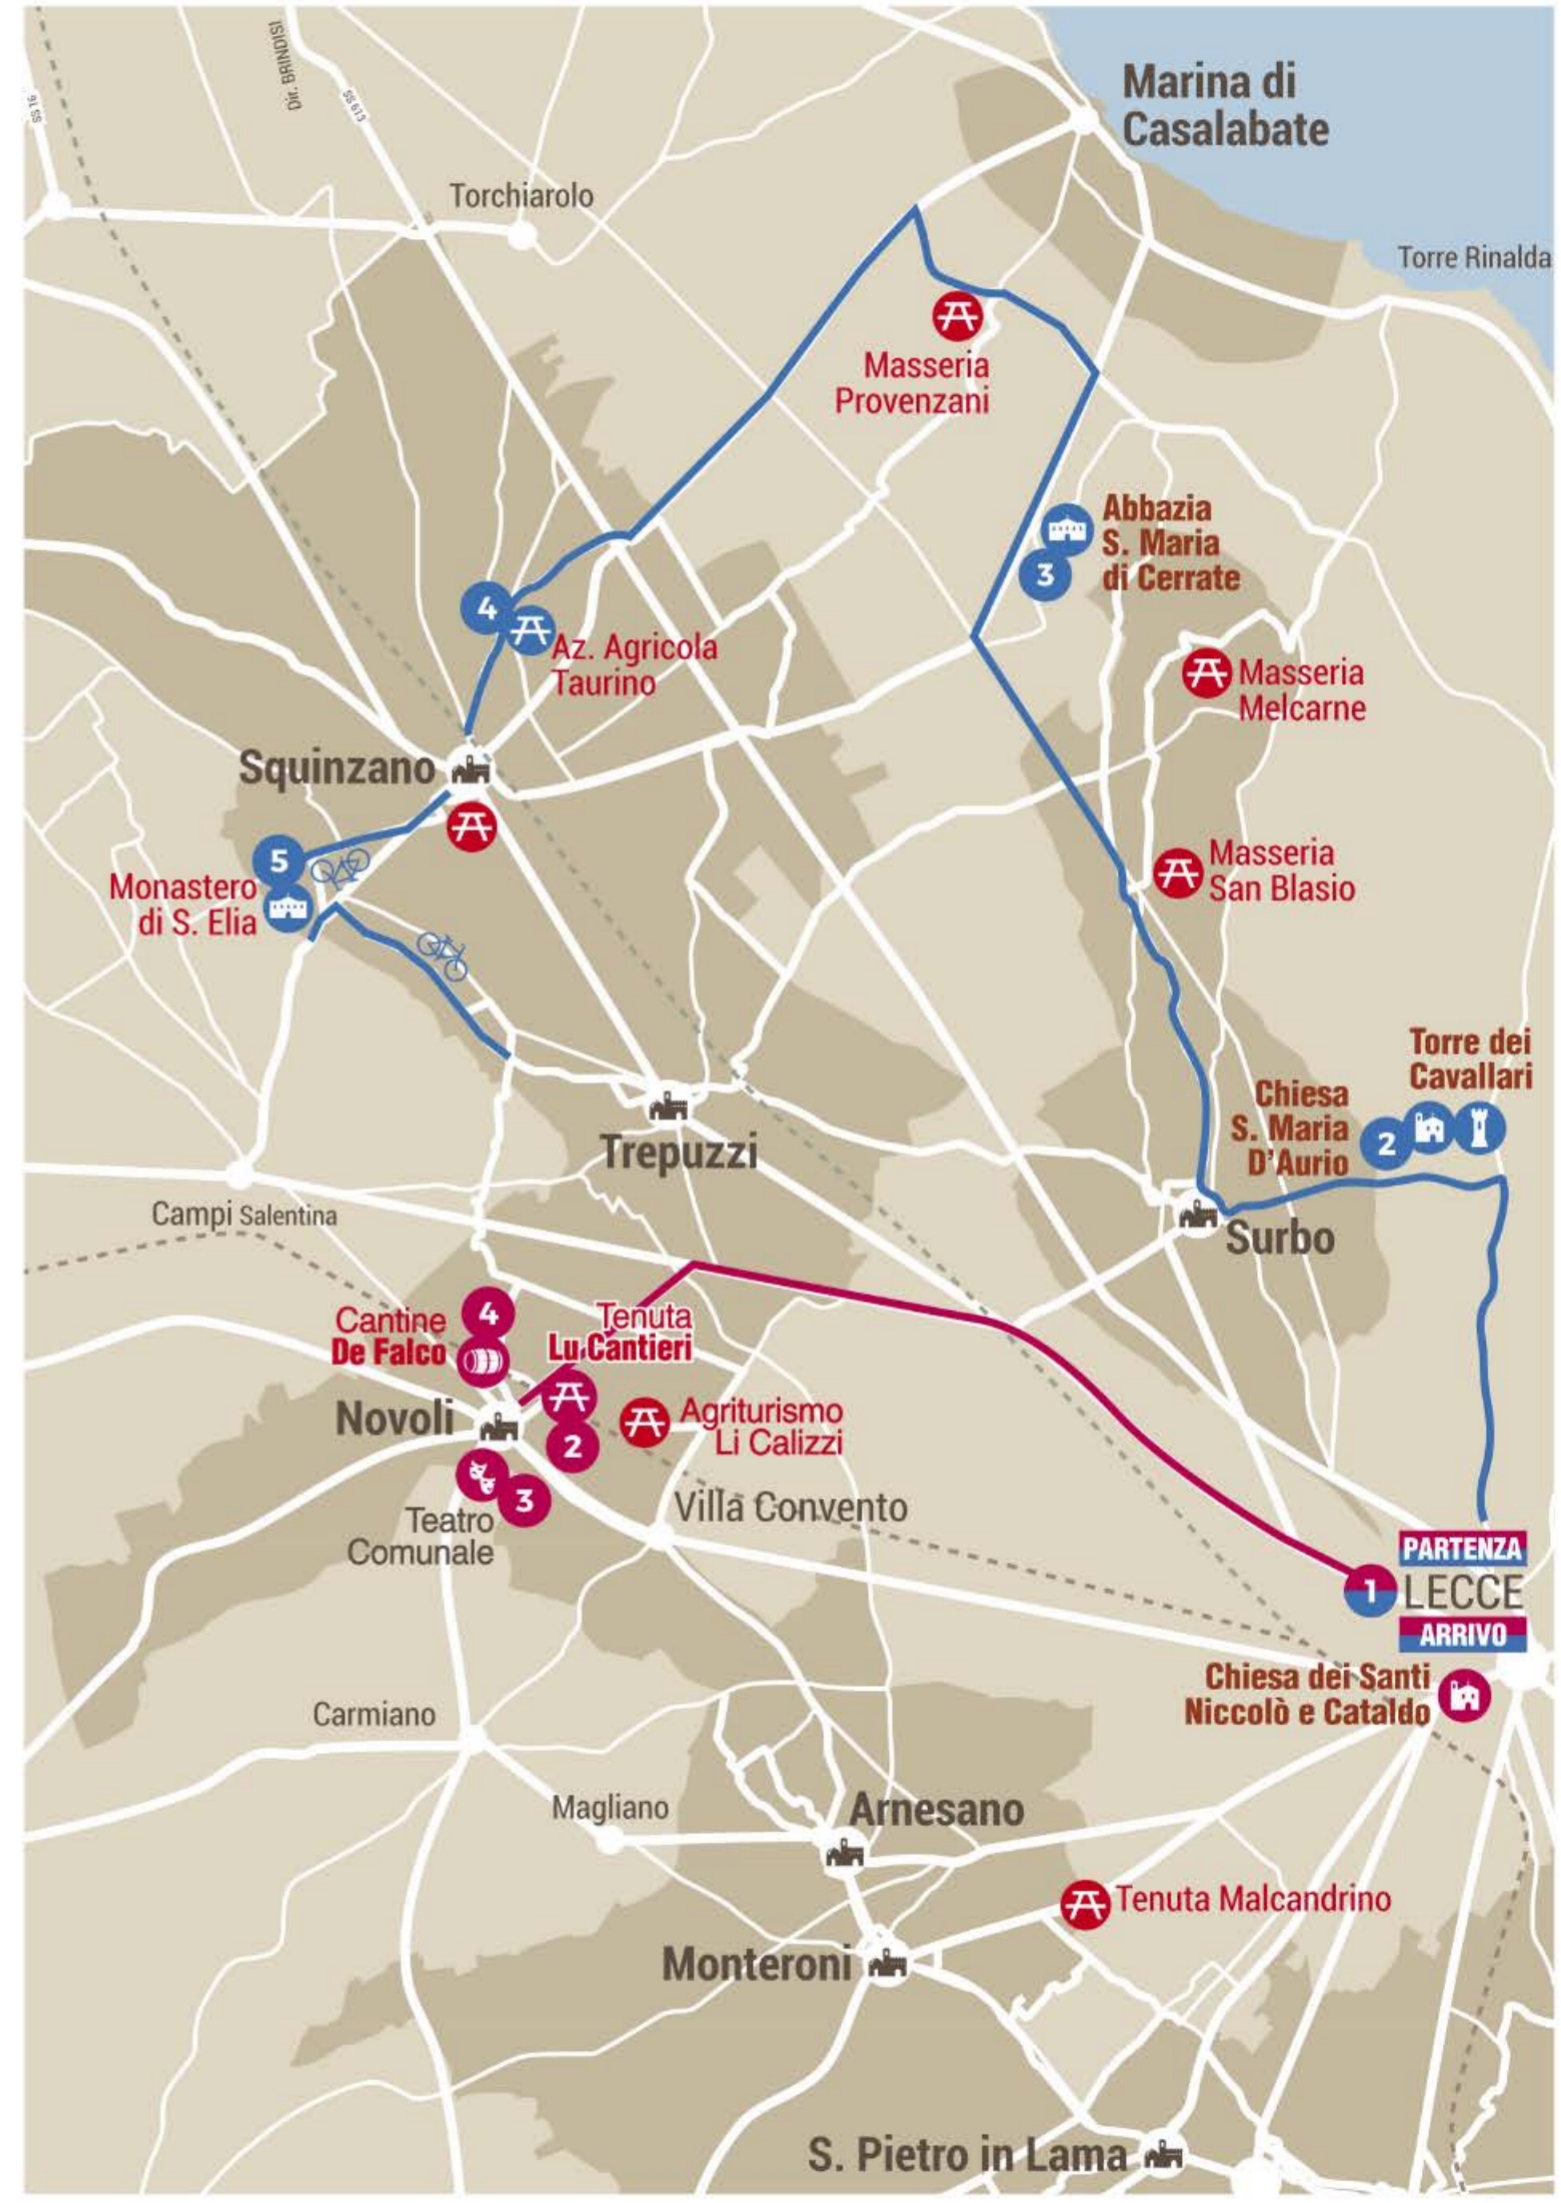 Dir. BRINDISI
SS 16
SS 613
Marina di
Casalabate
Torchiarolo
Torre Rinalda
Masseria
Provenzani
Abbazia
S. Maria
di Cerrate
3
4
Az. Agricola
Taurino
Masseria
Melcarne
Squinzano
5
Monastero
di S. Elia
Masseria
San Blasio
Torre dei
Cavallari
Chiesa
S. Maria
D'Aurio
2
Trepuzzi
Campi Salentina
Surbo
Cantine
De Falco
4
Tenuta
Lu Cantieri
Novoli
2
Agriturismo
Li Calizzi
3
Teatro
Comunale
Villa Convento
PARTENZA
1
LECCE
ARRIVO
Chiesa dei Santi
Niccolò e Cataldo
Carmiano
Magliano
Arnesano
Tenuta Malcandrino
Monteroni
S. Pietro in Lama